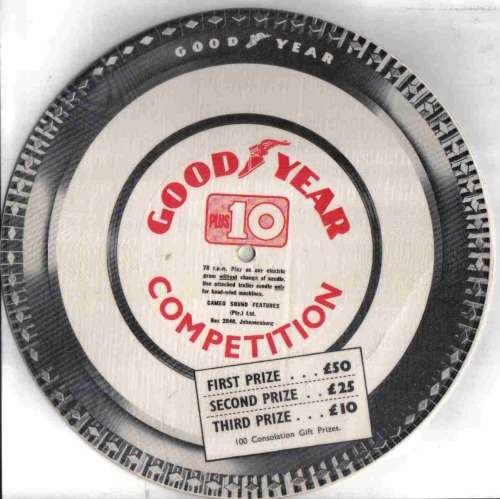 GOOD YEAR
GOOD YEAR
PLUS 10
78 r.p.m. Play on any electric
gram without change of needle.
Use attached trailer needle only
for hand-wind machines.
CAMEO SOUND FEATURES
(Pty.) Ltd.
Box 2840, Johannesburg
COMPETITION
FIRST PRIZE . . . £50
SECOND PRIZE . . £25
THIRD PRIZE . . . £10
100 Consolation Gift Prizes.